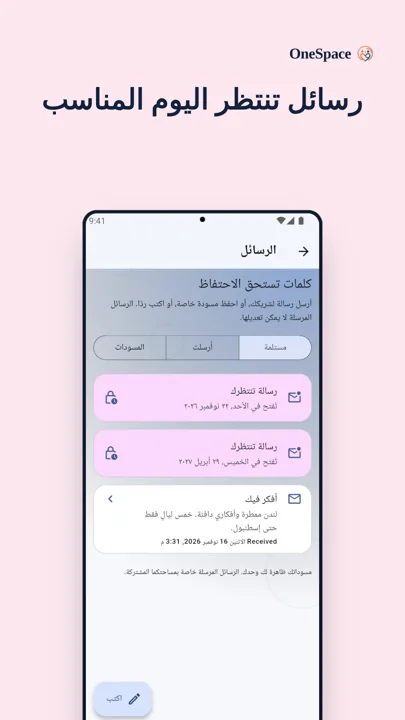 OneSpace
رسائل تنتظر اليوم المناسب
9:41
الرسائل
كلمات تستحق الاحتفاظ
أرسل رسالة لشريكك، أو احفظ مسودة خاصة، أو اكتب ردًا. الرسائل
المرسلة لا يمكن تعديلها.
مستلمة
أرسلت
المسودات
رسالة تنتظرك
تُفتح في الأحد، ٢٢ نوفمبر ٢٠٢٦
رسالة تنتظرك
تُفتح في الخميس، ٢٩ أبريل ٢٠٢٧
أفكر فيك
لندن ممطرة وأفكاري دافئة. خمس ليالٍ فقط
حتى إسطنبول.
Received الاثنين 16 نوفمبر 2026, 3:31 م
مسوداتك ظاهرة لك وحدك. الرسائل المرسلة خاصة بمساحتكما المشتركة.
اكتب